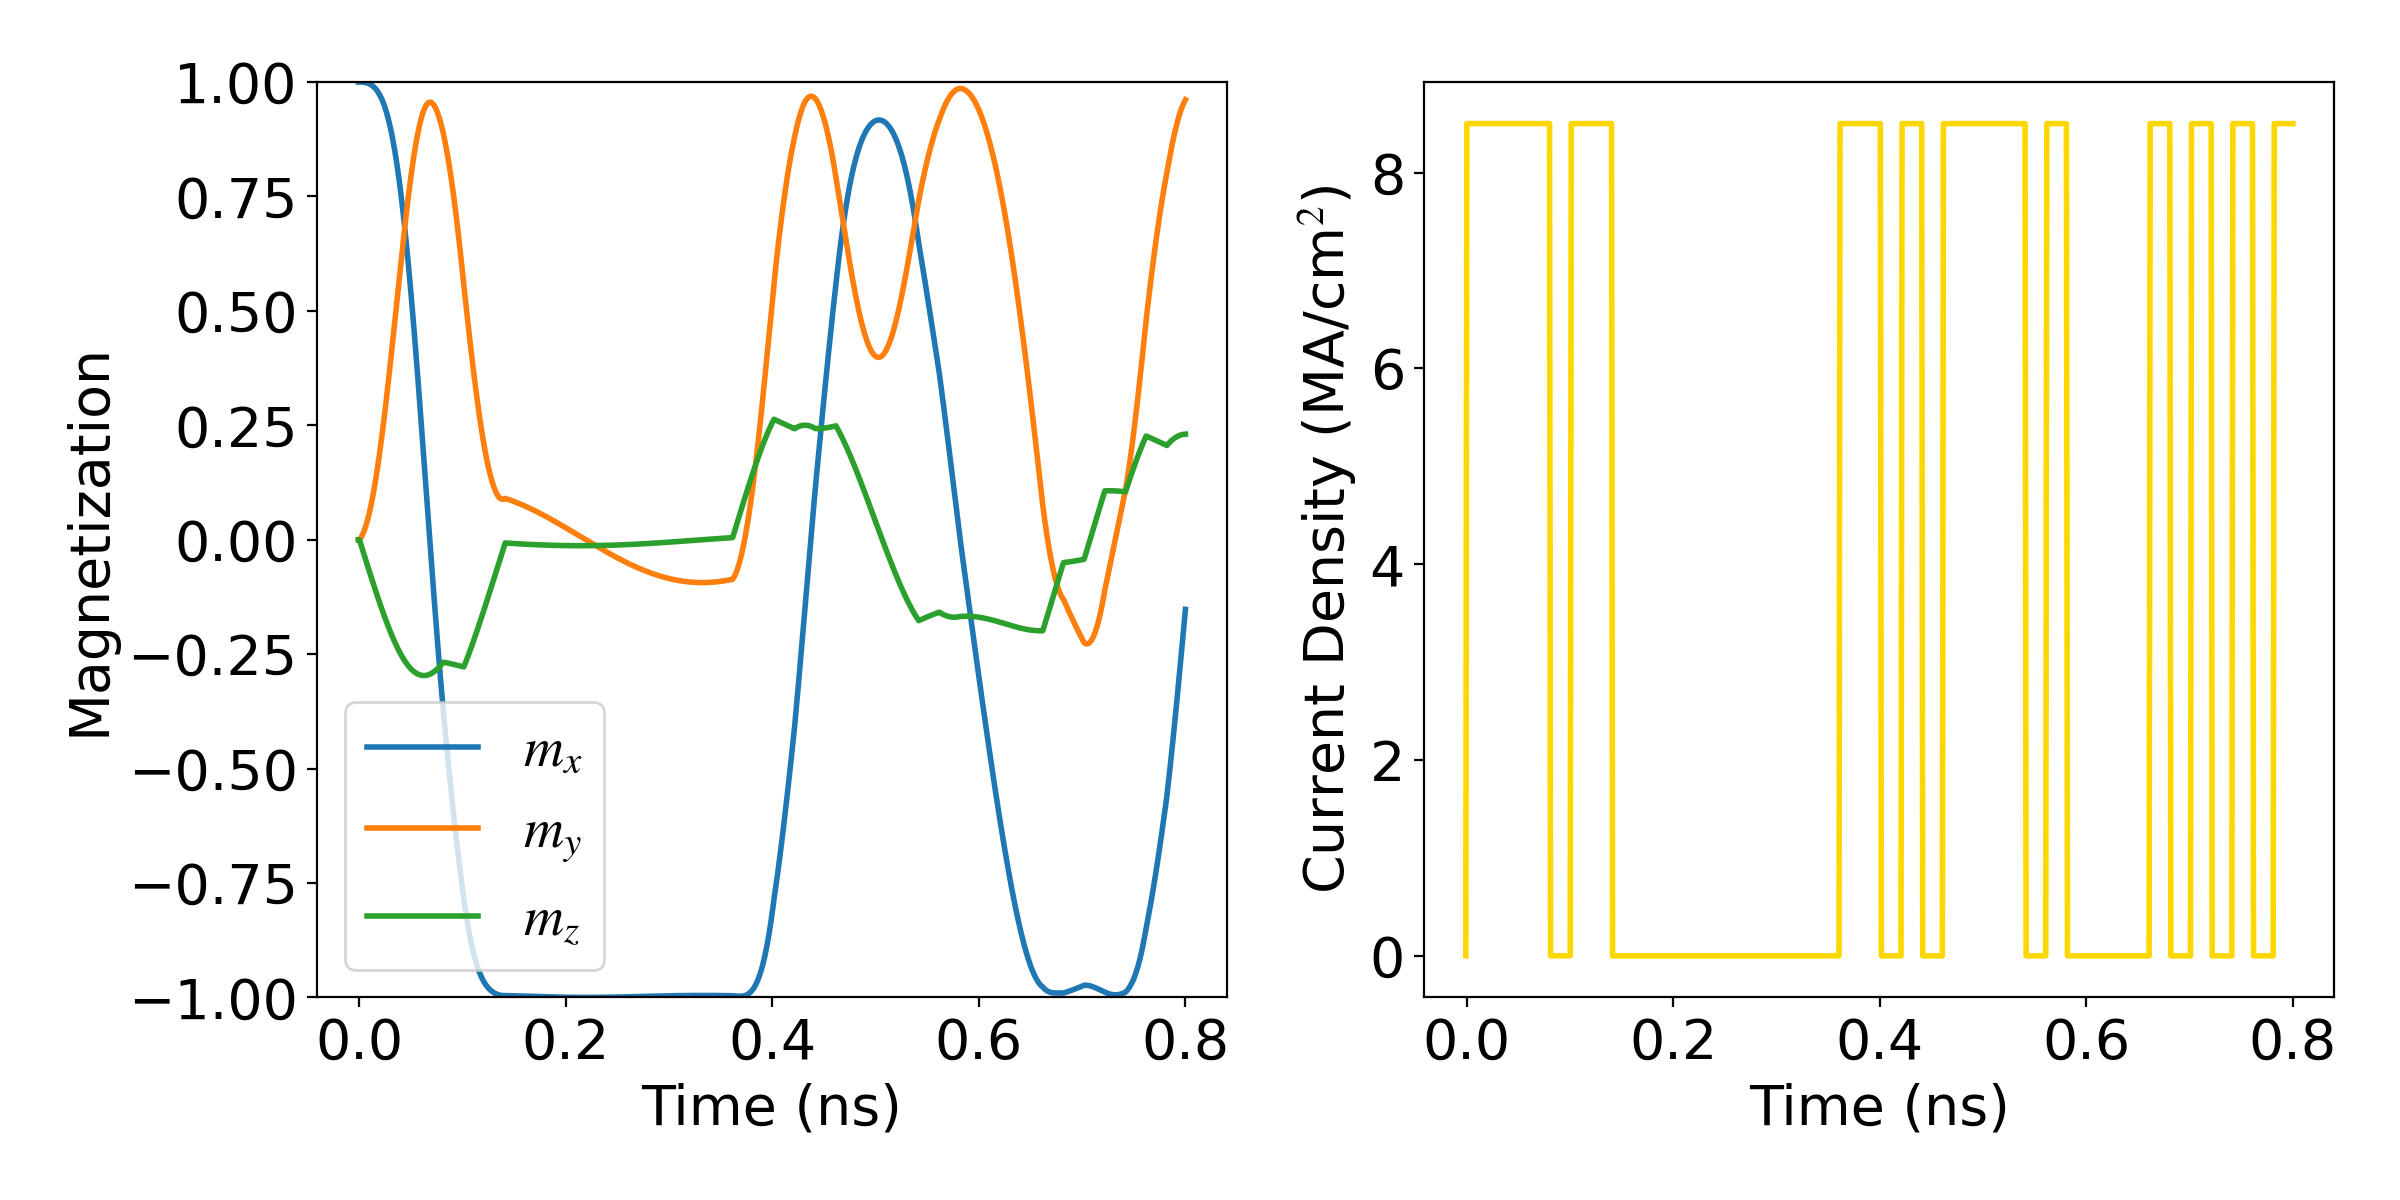 1.00
0.75
0.50
0.25
0.00
−0.25
−0.50
−0.75
−1.00
Magnetization
m_x
m_y
m_z
0.0 0.2 0.4 0.6 0.8
Time (ns)
8
6
4
2
0
Current Density (MA/cm²)
0.0 0.2 0.4 0.6 0.8
Time (ns)